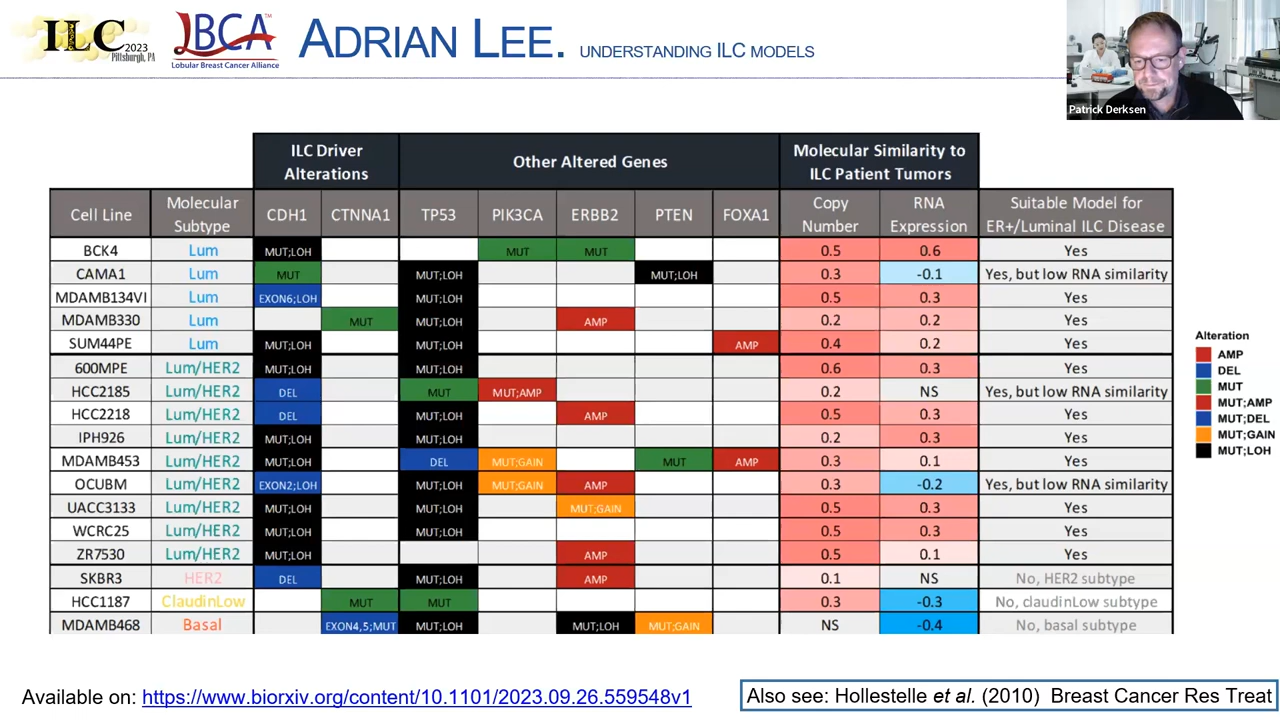 ILC 2023
Pittsburgh, PA
LBCA™
Lobular Breast Cancer Alliance
ADRIAN LEE. UNDERSTANDING ILC MODELS
Patrick Derksen
ILC Driver Alterations Other Altered Genes Molecular Similarity to ILC Patient Tumors
Cell Line Molecular Subtype CDH1 CTNNA1 TP53 PIK3CA ERBB2 PTEN FOXA1 Copy Number RNA Expression Suitable Model for ER+/Luminal ILC Disease
BCK4 Lum MUT;LOH MUT MUT 0.5 0.6 Yes
CAMA1 Lum MUT MUT;LOH MUT;LOH 0.3 -0.1 Yes, but low RNA similarity
MDAMB134VI Lum EXON6;LOH MUT;LOH 0.5 0.3 Yes
MDAMB330 Lum MUT MUT;LOH AMP 0.2 0.2 Yes
SUM44PE Lum MUT;LOH MUT;LOH AMP 0.4 0.2 Yes
600MPE Lum/HER2 MUT;LOH MUT;LOH 0.6 0.3 Yes
HCC2185 Lum/HER2 DEL MUT MUT;AMP 0.2 NS Yes, but low RNA similarity
HCC2218 Lum/HER2 DEL MUT;LOH AMP 0.5 0.3 Yes
IPH926 Lum/HER2 MUT;LOH MUT;LOH 0.2 0.3 Yes
MDAMB453 Lum/HER2 MUT;LOH DEL MUT;GAIN MUT AMP 0.3 0.1 Yes
OCUBM Lum/HER2 EXON2;LOH MUT;LOH MUT;GAIN AMP 0.3 -0.2 Yes, but low RNA similarity
UACC3133 Lum/HER2 MUT;LOH MUT;LOH MUT;GAIN 0.5 0.3 Yes
WCRC25 Lum/HER2 MUT;LOH MUT;LOH 0.5 0.3 Yes
ZR7530 Lum/HER2 MUT;LOH AMP 0.5 0.1 Yes
SKBR3 HER2 DEL MUT;LOH AMP 0.1 NS No, HER2 subtype
HCC1187 ClaudinLow MUT MUT 0.3 -0.3 No, claudinLow subtype
MDAMB468 Basal EXON4,5;MUT MUT;LOH MUT;LOH MUT;GAIN NS -0.4 No, basal subtype
Alteration
AMP
DEL
MUT
MUT;AMP
MUT;DEL
MUT;GAIN
MUT;LOH
Available on: https://www.biorxiv.org/content/10.1101/2023.09.26.559548v1
Also see: Hollestelle et al. (2010) Breast Cancer Res Treat